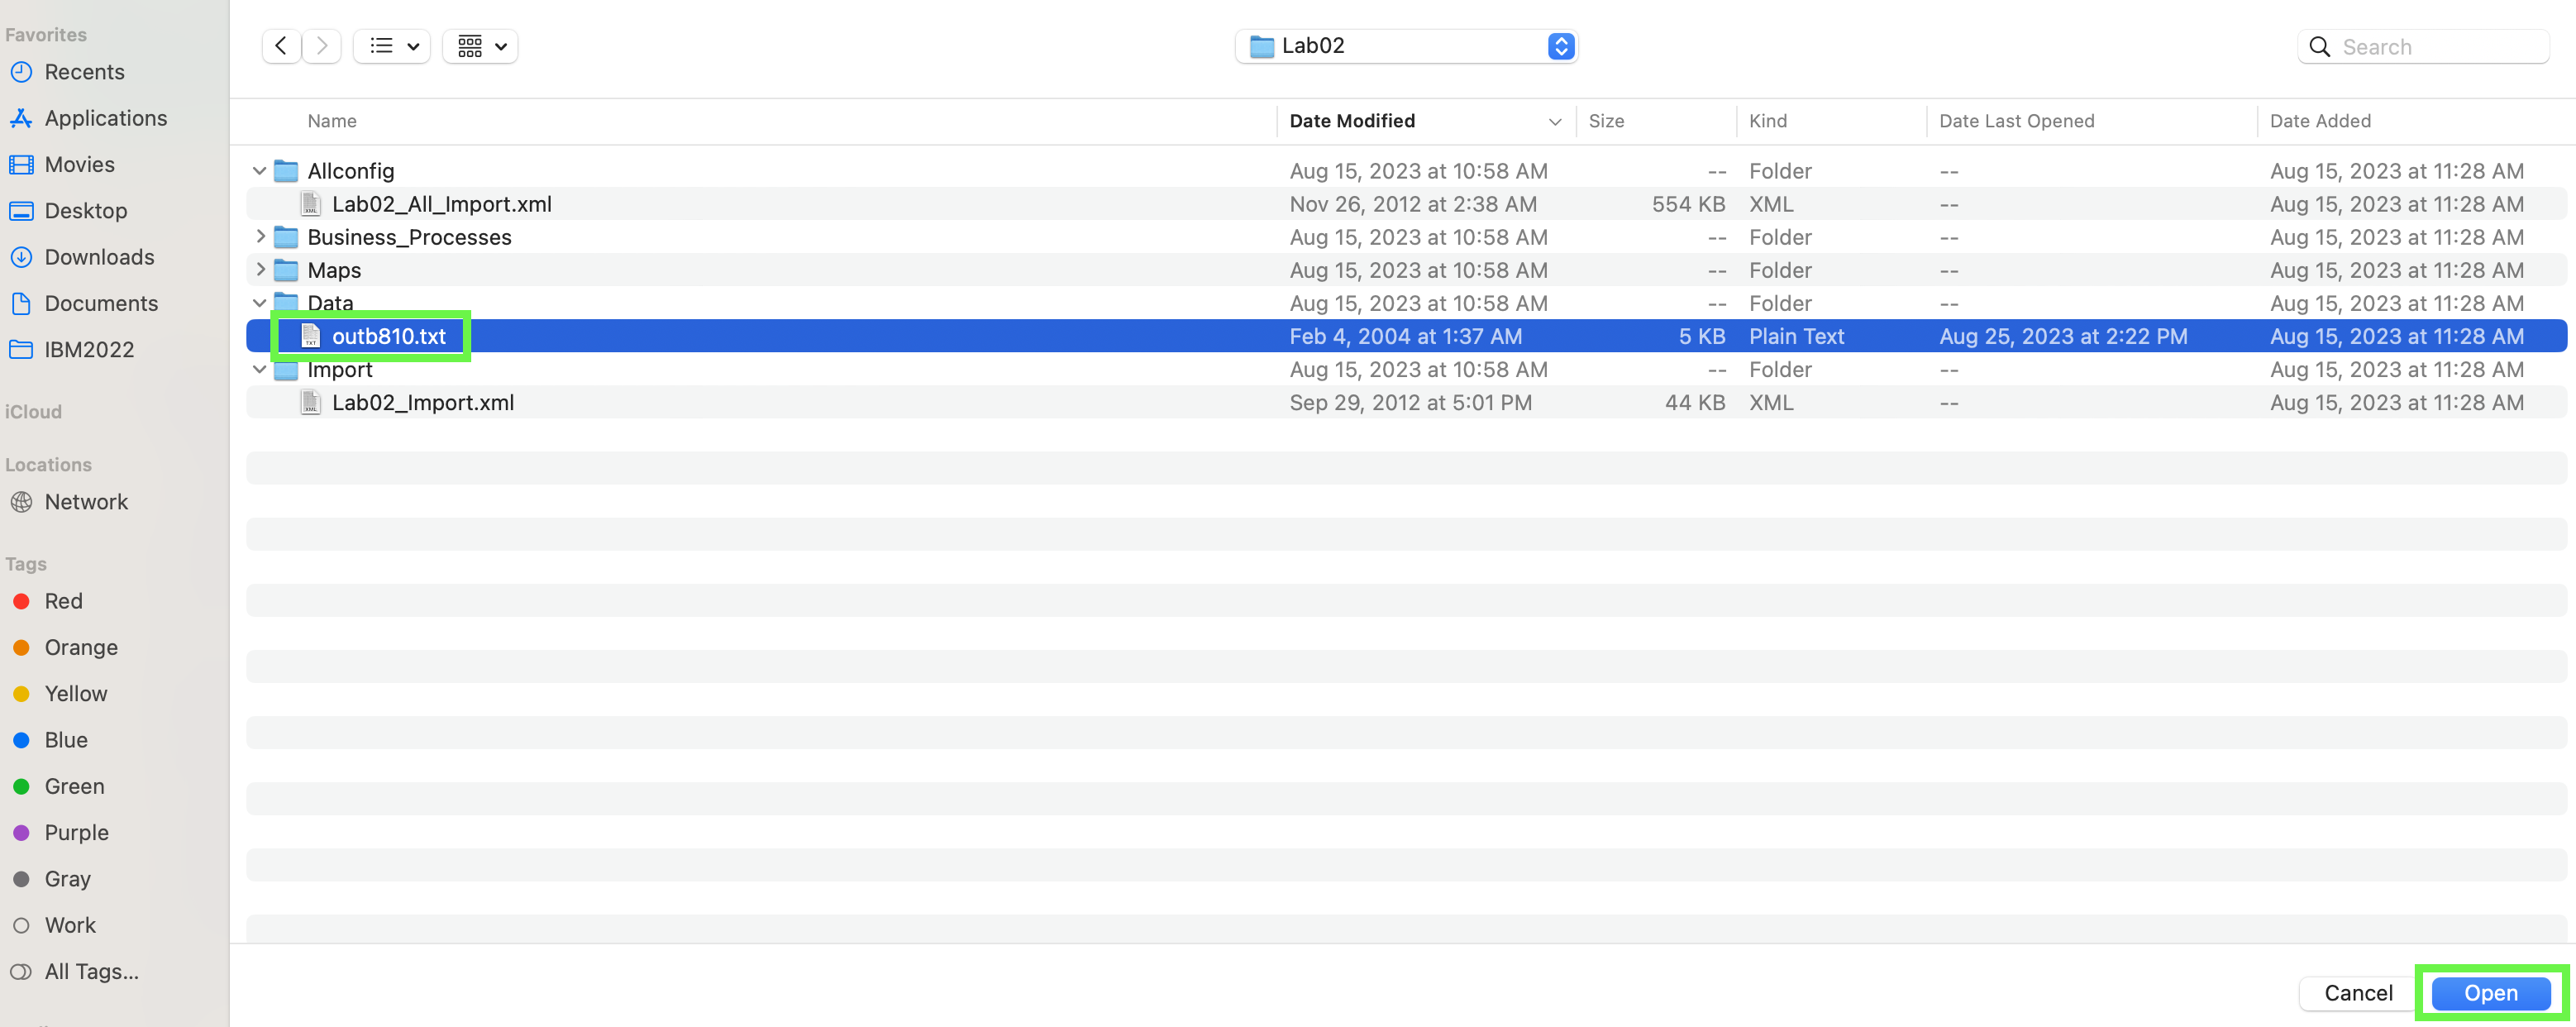 Favorites
Recents
Applications
Movies
Desktop
Downloads
Documents
IBM2022
iCloud
Locations
Network
Tags
Red
Orange
Yellow
Blue
Green
Purple
Gray
Work
All Tags...
Lab02
Search
Name Date Modified Size Kind Date Last Opened Date Added
Allconfig Aug 15, 2023 at 10:58 AM -- Folder -- Aug 15, 2023 at 11:28 AM
Lab02_All_Import.xml Nov 26, 2012 at 2:38 AM 554 KB XML -- Aug 15, 2023 at 11:28 AM
Business_Processes Aug 15, 2023 at 10:58 AM -- Folder -- Aug 15, 2023 at 11:28 AM
Maps Aug 15, 2023 at 10:58 AM -- Folder -- Aug 15, 2023 at 11:28 AM
Data Aug 15, 2023 at 10:58 AM -- Folder -- Aug 15, 2023 at 11:28 AM
outb810.txt Feb 4, 2004 at 1:37 AM 5 KB Plain Text Aug 25, 2023 at 2:22 PM Aug 15, 2023 at 11:28 AM
Import Aug 15, 2023 at 10:58 AM -- Folder -- Aug 15, 2023 at 11:28 AM
Lab02_Import.xml Sep 29, 2012 at 5:01 PM 44 KB XML -- Aug 15, 2023 at 11:28 AM
Cancel Open